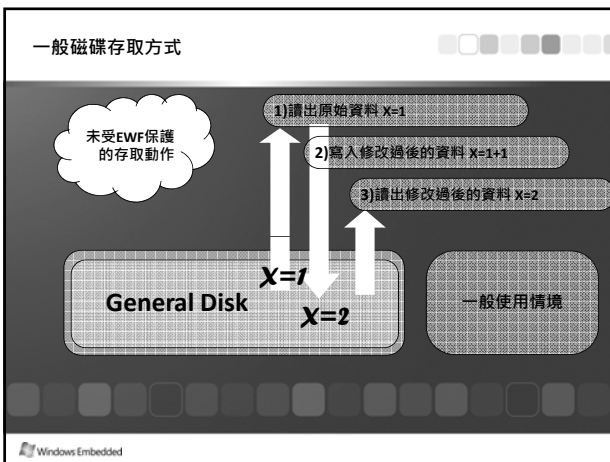 一般磁碟存取方式
未受EWF保護
的存取動作
1)讀出原始資料 X=1
2)寫入修改過後的資料 X=1+1
3)讀出修改過後的資料 X=2
X=1
General Disk
X=2
一般使用情境
Windows Embedded